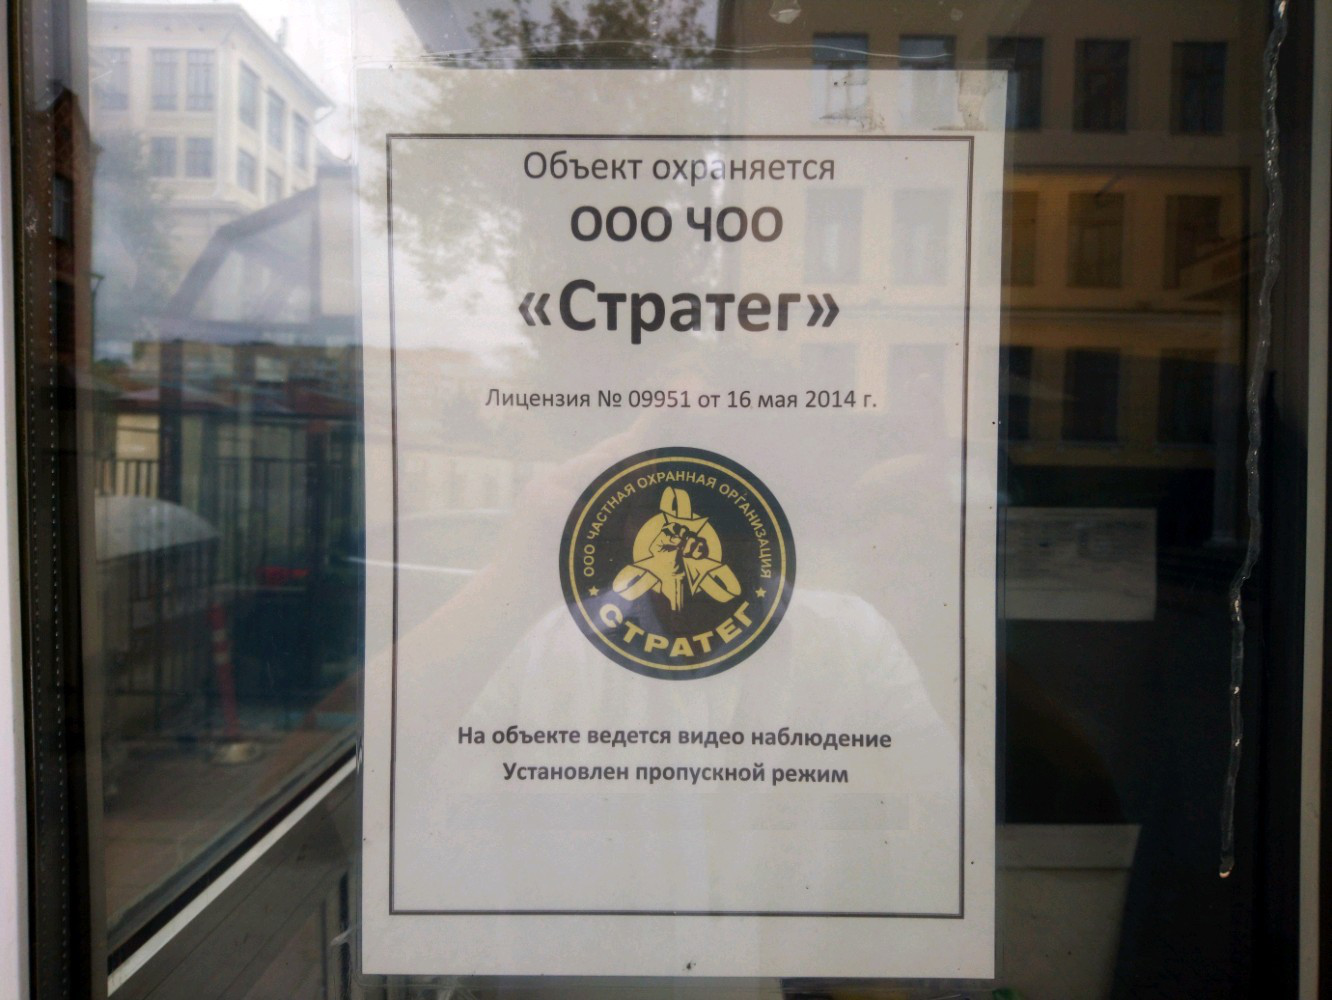 Объект охраняется
ООО ЧОО
«Стратег»
Лицензия № 09951 от 16 мая 2014 г.
ООО ЧАСТНАЯ ОХРАННАЯ ОРГАНИЗАЦИЯ
СТРАТЕГ
На объекте ведется видео наблюдение
Установлен пропускной режим